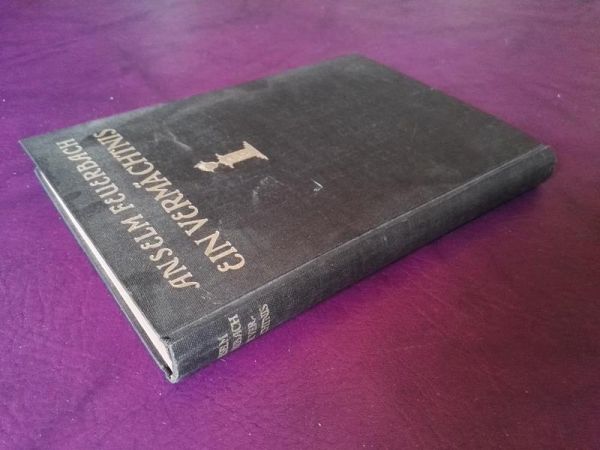 ANSELM FEUERBACH
EIN VERMÄCHTNIS